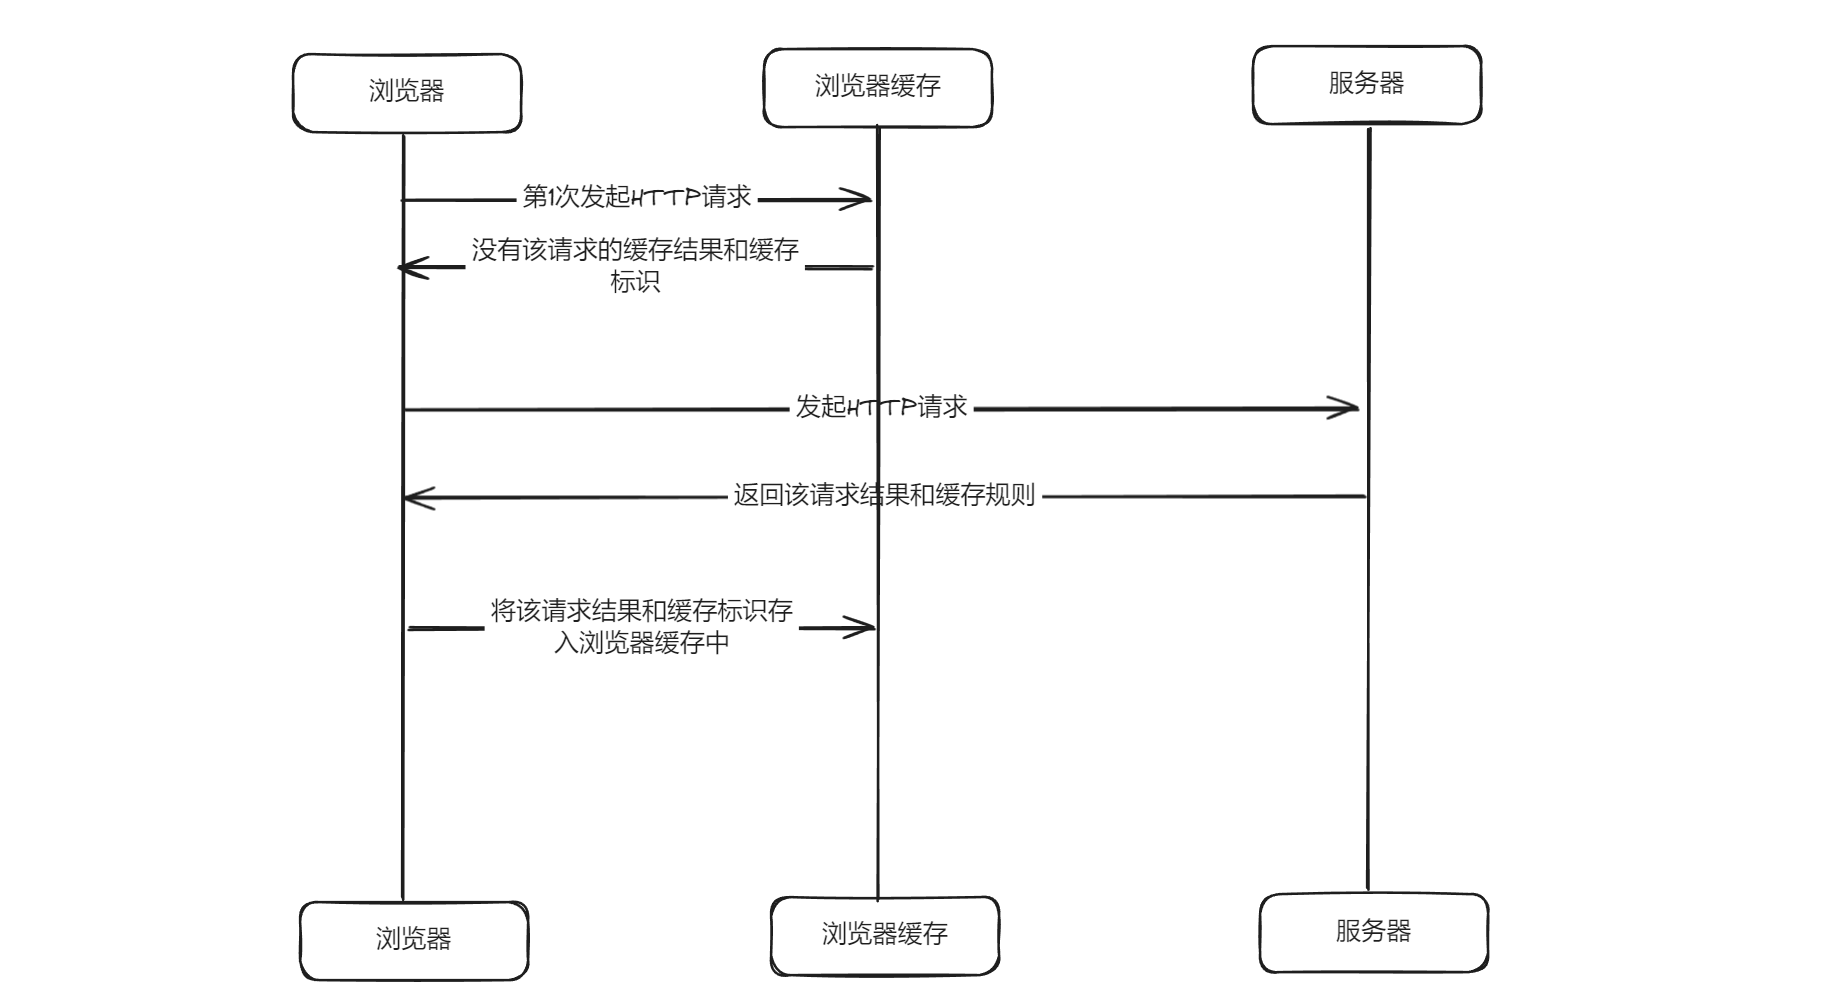 浏览器
浏览器缓存
服务器
第1次发起HTTP请求
没有该请求的缓存结果和缓存
标识
发起HTTP请求
返回该请求结果和缓存规则
将该请求结果和缓存标识存
入浏览器缓存中
浏览器
浏览器缓存
服务器